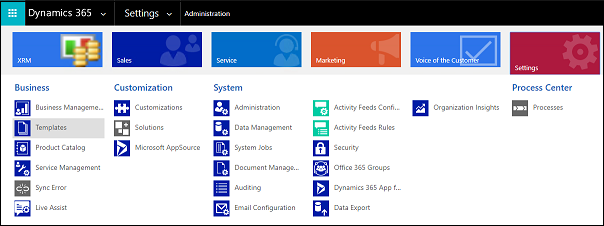 Dynamics 365 Settings Administration
XRM Sales Service Marketing Voice of the Customer Settings
Business Customization System Process Center
Business Manageme... Customizations Administration Activity Feeds Confi... Organization Insights Processes
Templates Solutions Data Management Activity Feeds Rules
Product Catalog Microsoft AppSource System Jobs Security
Service Management Document Manage... Office 365 Groups
Sync Error Auditing Dynamics 365 App f...
Live Assist Email Configuration Data Export